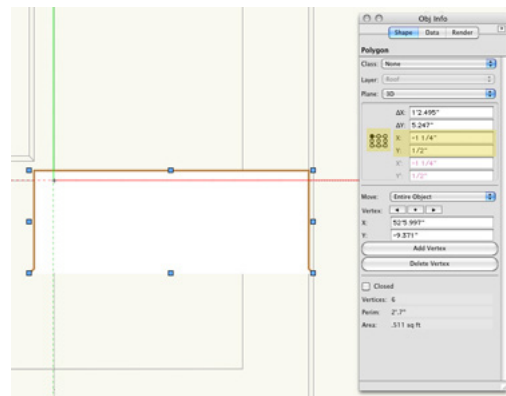 Obj Info
Shape Data Render
Polygon
Class: None
Layer: Roof
Plane: 3D
ΔX: 1'2.495"
ΔY: 5.247"
X: -1 1/4"
Y: 1/2"
X': -1 1/4"
Y': 1/2"
Move: Entire Object
Vertex:
X: 52'5.997"
Y: -9.371"
Add Vertex
Delete Vertex
Closed
Vertices: 6
Perim: 2'.7"
Area: .511 sq ft